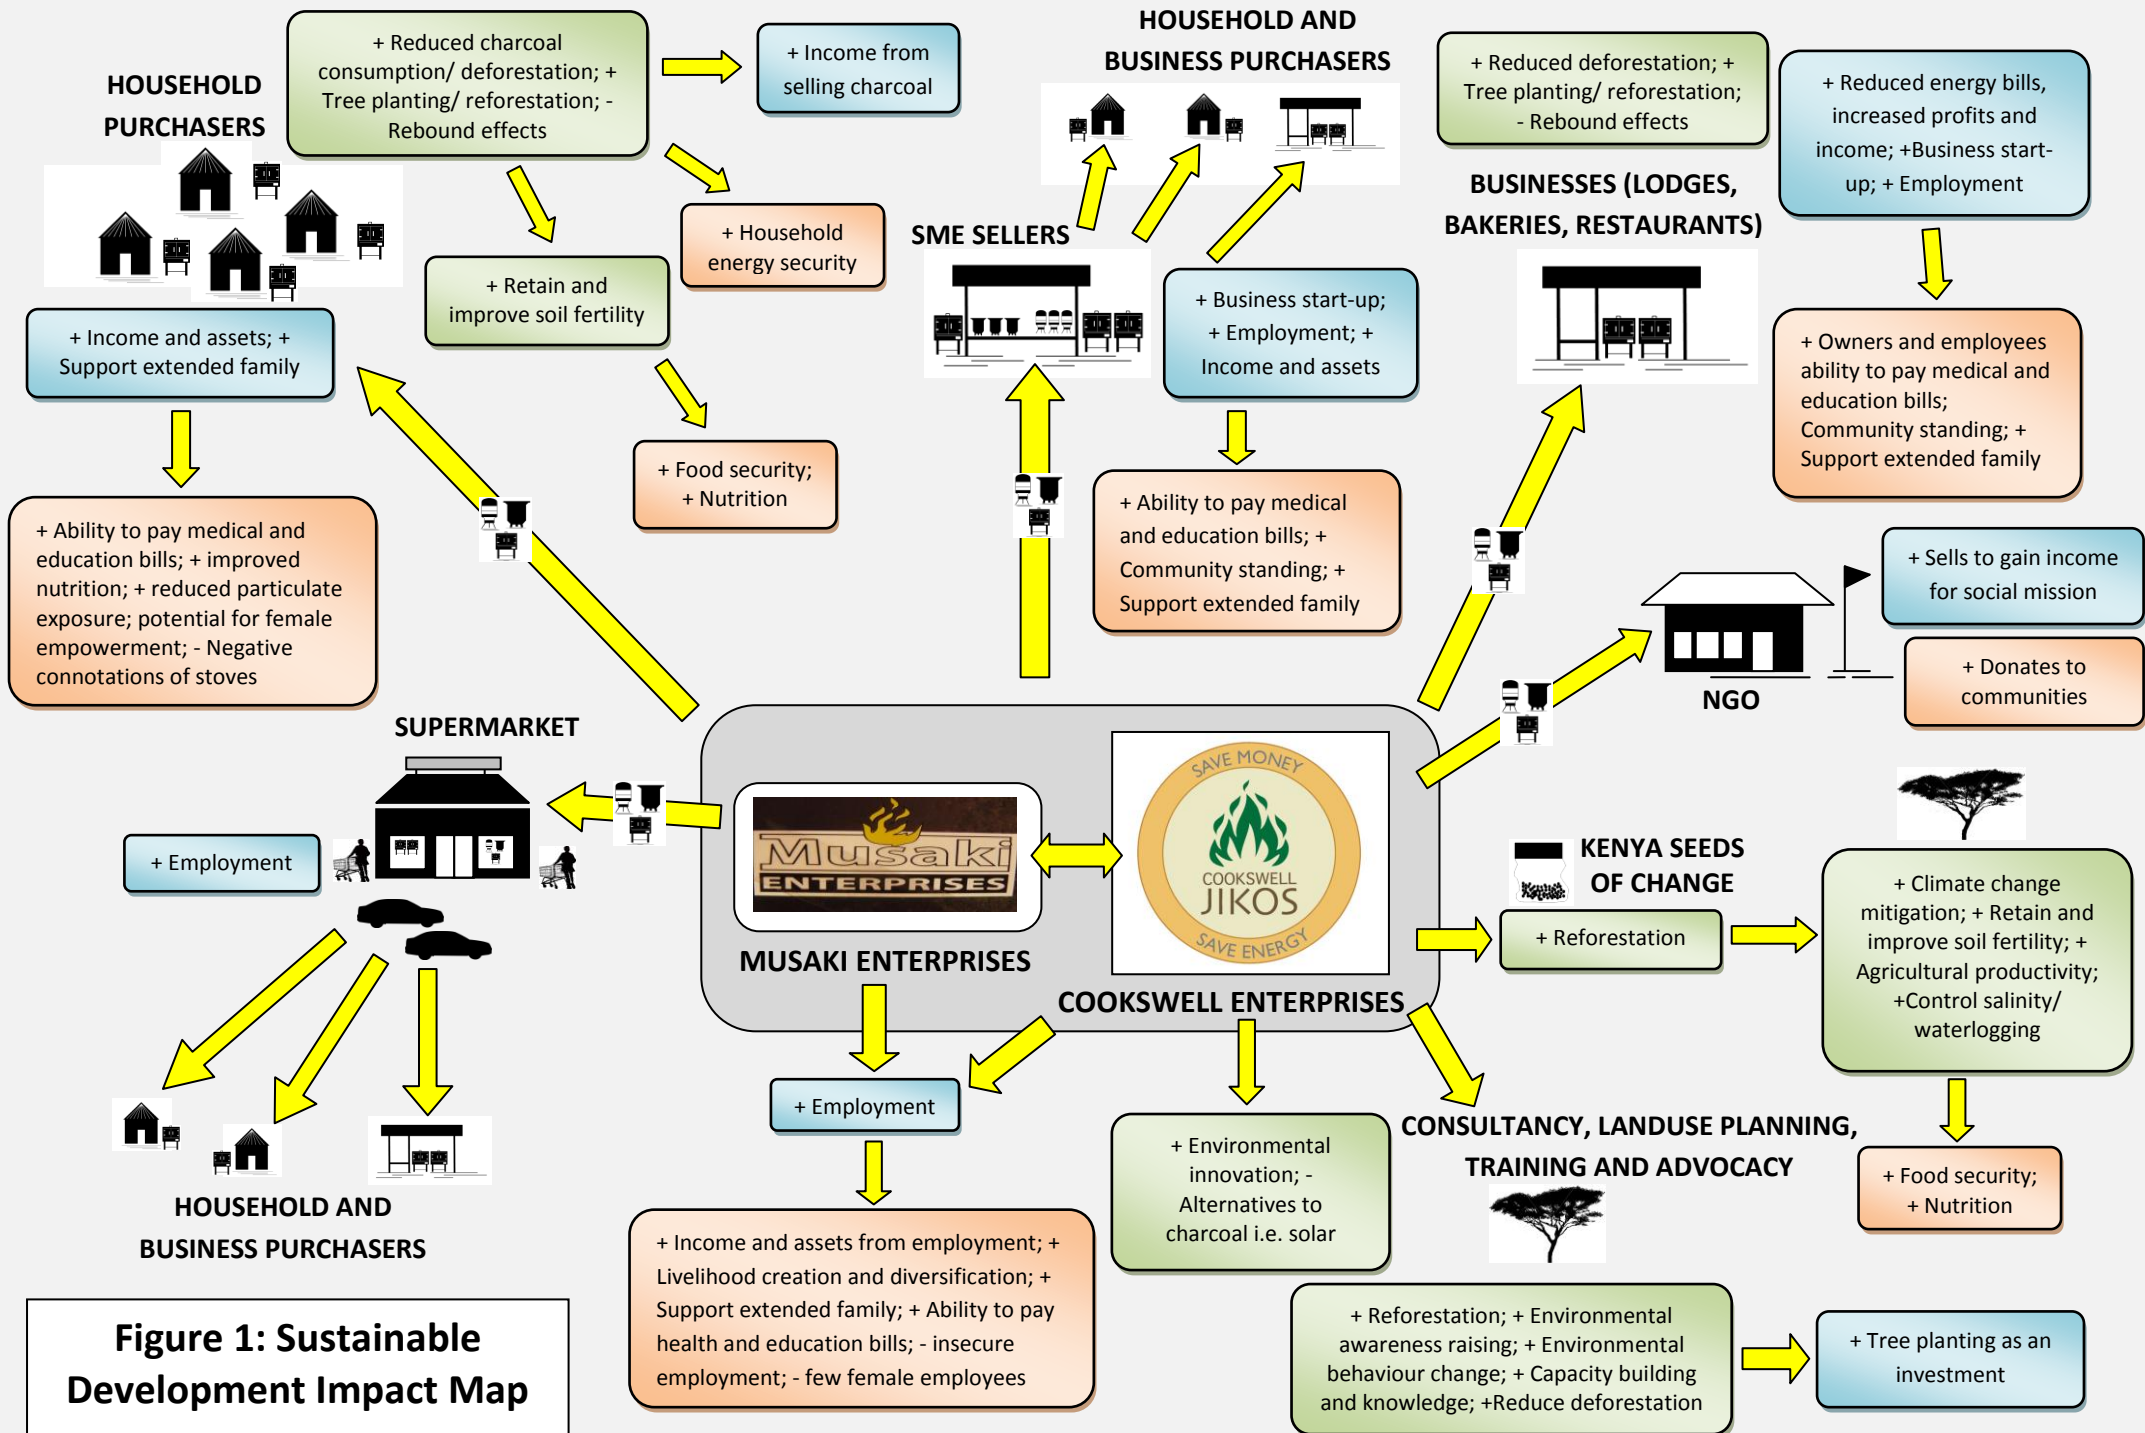 HOUSEHOLD
PURCHASERS
+ Reduced charcoal
consumption/ deforestation; +
Tree planting/ reforestation; -
Rebound effects
+ Income from
selling charcoal
HOUSEHOLD AND
BUSINESS PURCHASERS
+ Reduced deforestation; +
Tree planting/ reforestation;
- Rebound effects
+ Reduced energy bills,
increased profits and
income; +Business start-
up; + Employment
+ Household
energy security
+ Retain and
improve soil fertility
SME SELLERS
BUSINESSES (LODGES,
BAKERIES, RESTAURANTS)
+ Income and assets; +
Support extended family
+ Business start-up;
+ Employment; +
Income and assets
+ Owners and employees
ability to pay medical and
education bills;
Community standing; +
Support extended family
+ Food security;
+ Nutrition
+ Ability to pay medical and
education bills; + improved
nutrition; + reduced particulate
exposure; potential for female
empowerment; - Negative
connotations of stoves
+ Ability to pay medical
and education bills; +
Community standing; +
Support extended family
+ Sells to gain income
for social mission
+ Donates to
communities
NGO
SUPERMARKET
+ Employment
Musaki
ENTERPRISES
MUSAKI ENTERPRISES
SAVE MONEY
COOKSWELL
JIKOS
SAVE ENERGY
COOKSWELL ENTERPRISES
KENYA SEEDS
OF CHANGE
+ Reforestation
+ Climate change
mitigation; + Retain and
improve soil fertility; +
Agricultural productivity;
+Control salinity/
waterlogging
+ Food security;
+ Nutrition
+ Employment
+ Environmental
innovation; -
Alternatives to
charcoal i.e. solar
CONSULTANCY, LANDUSE PLANNING,
TRAINING AND ADVOCACY
HOUSEHOLD AND
BUSINESS PURCHASERS
+ Income and assets from employment; +
Livelihood creation and diversification; +
Support extended family; + Ability to pay
health and education bills; - insecure
employment; - few female employees
+ Reforestation; + Environmental
awareness raising; + Environmental
behaviour change; + Capacity building
and knowledge; +Reduce deforestation
+ Tree planting as an
investment
Figure 1: Sustainable
Development Impact Map